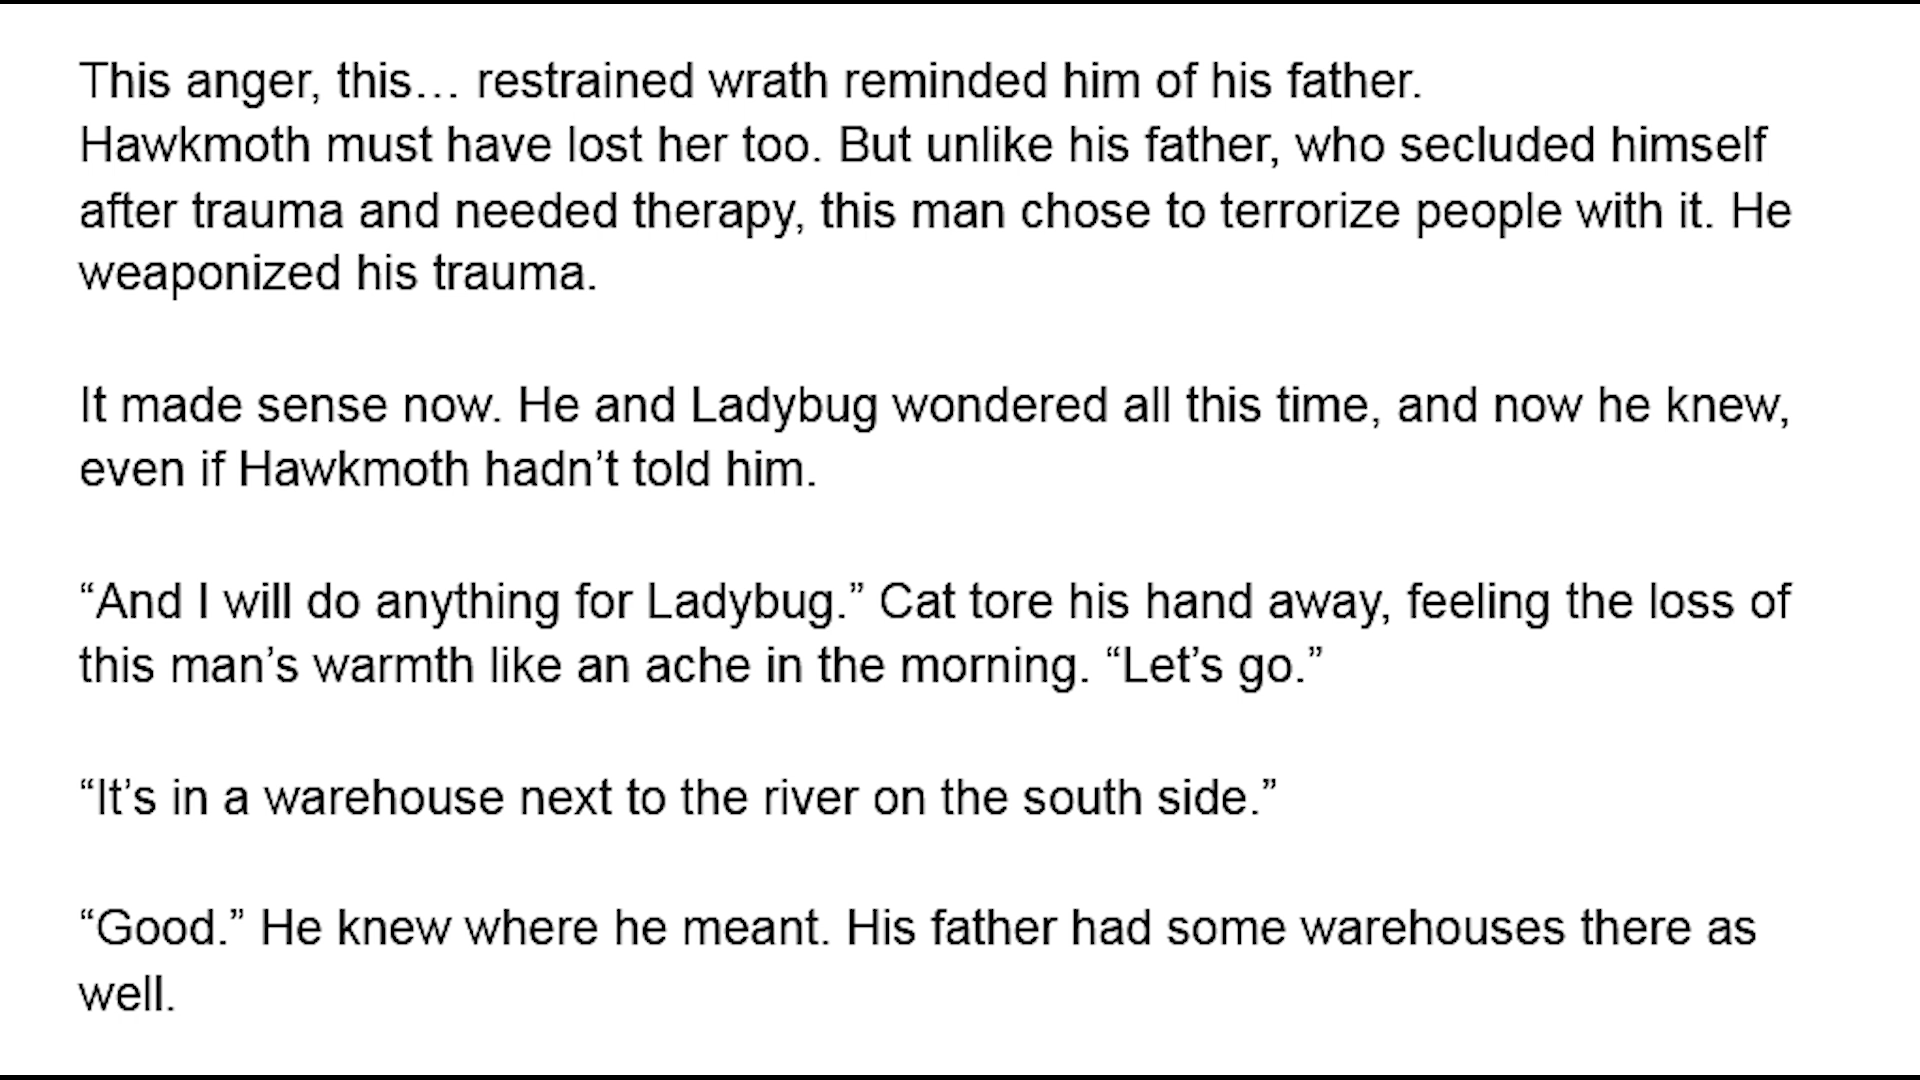 This anger, this… restrained wrath reminded him of his father.
Hawkmoth must have lost her too. But unlike his father, who secluded himself
after trauma and needed therapy, this man chose to terrorize people with it. He
weaponized his trauma.
It made sense now. He and Ladybug wondered all this time, and now he knew,
even if Hawkmoth hadn’t told him.
“And I will do anything for Ladybug.” Cat tore his hand away, feeling the loss of
this man’s warmth like an ache in the morning. “Let’s go.”
“It’s in a warehouse next to the river on the south side.”
“Good.” He knew where he meant. His father had some warehouses there as
well.